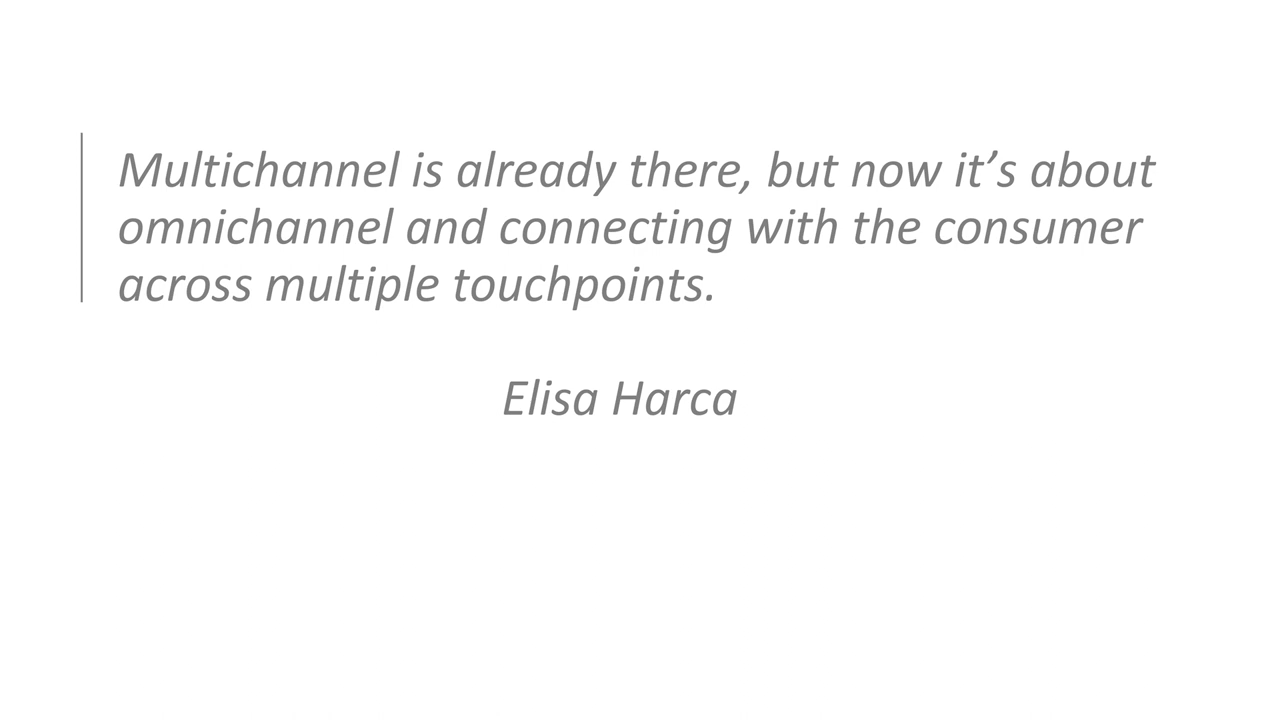 Multichannel is already there, but now it’s about
omnichannel and connecting with the consumer
across multiple touchpoints.
Elisa Harca